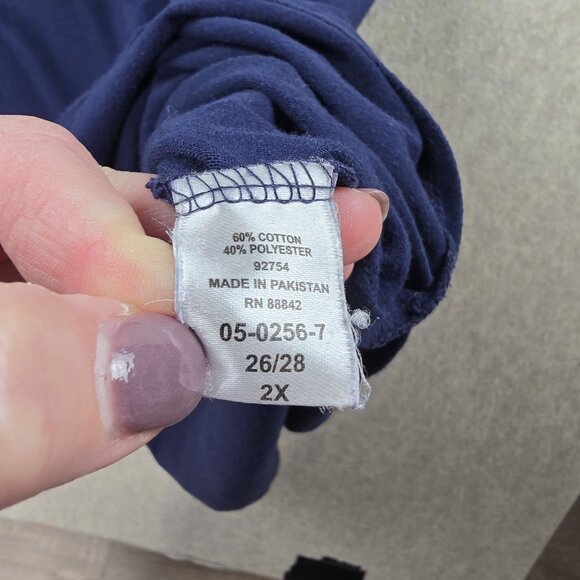 60% COTTON
40% POLYESTER
92754
MADE IN PAKISTAN
RN 88842
05-0256-7
26/28
2X